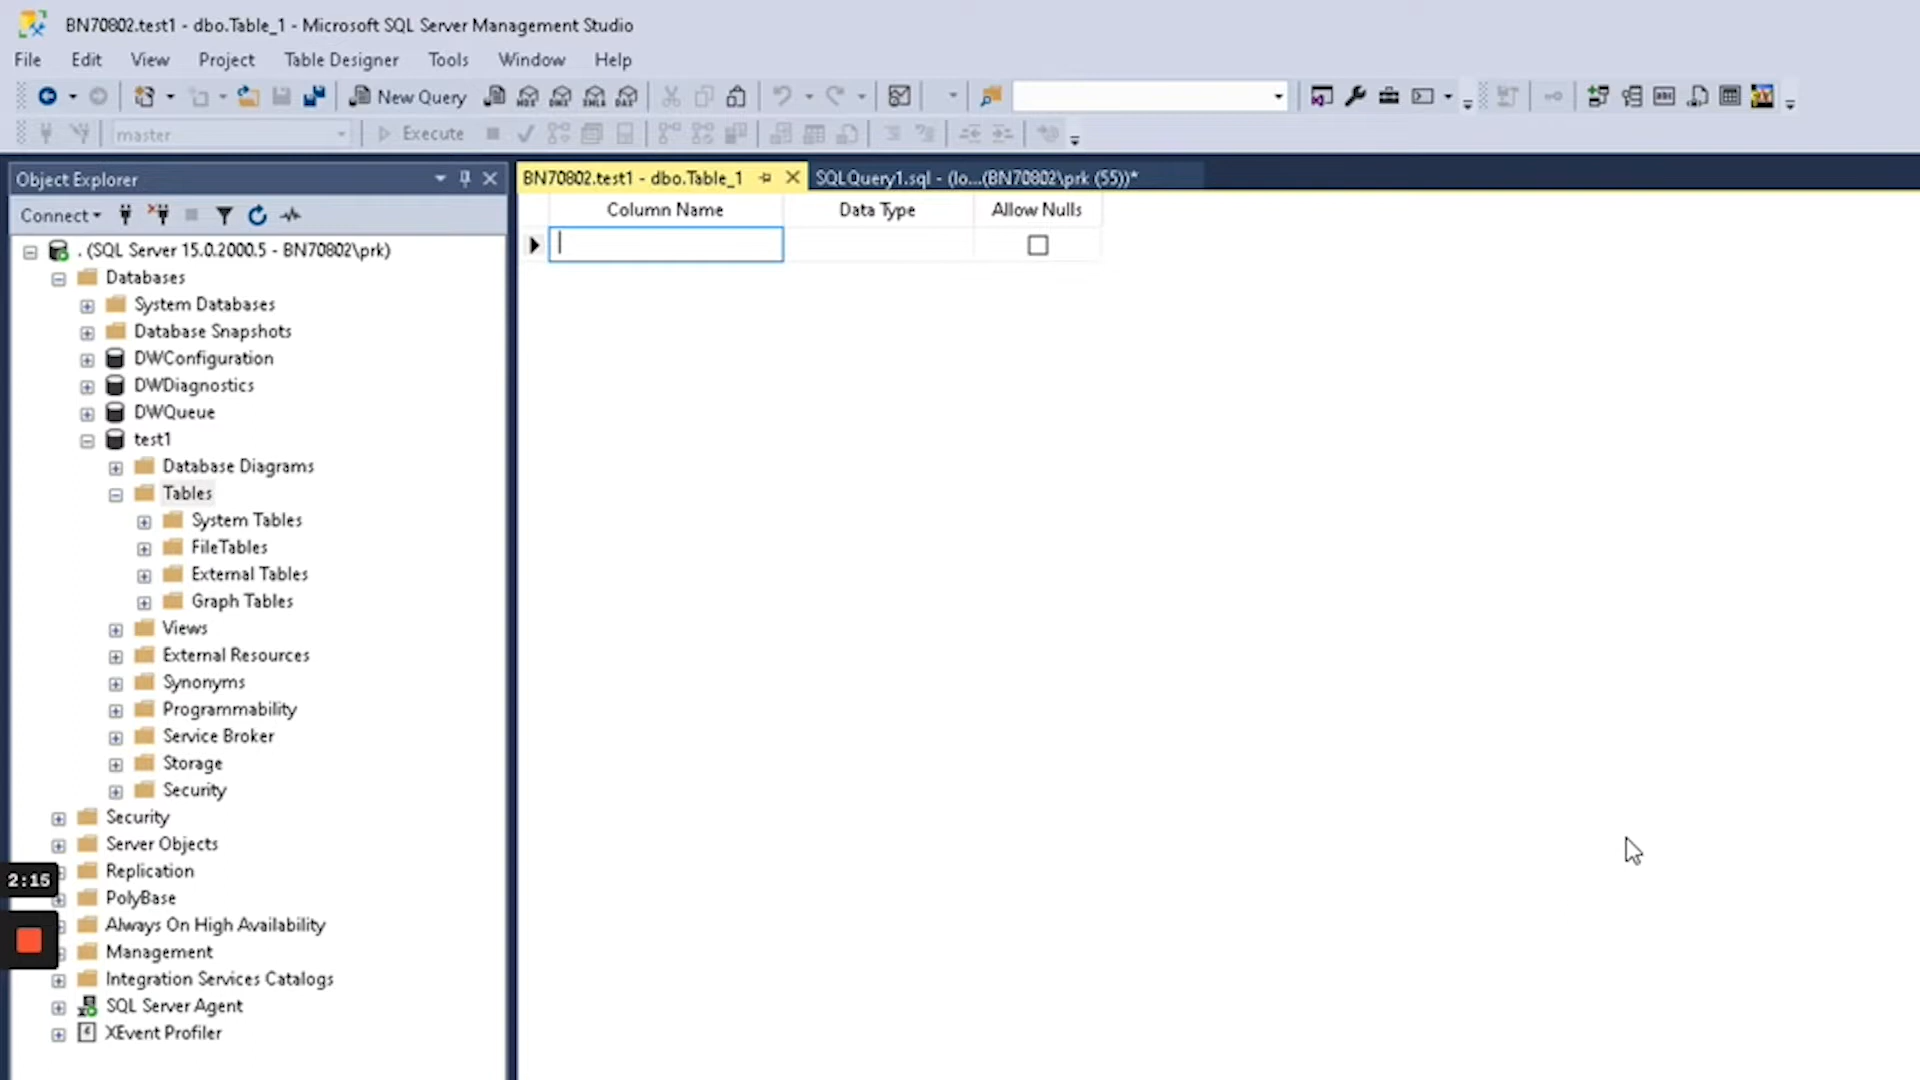 BN70802.test1 - dbo.Table_1 - Microsoft SQL Server Management Studio
File Edit View Project Table Designer Tools Window Help
New Query
master Execute
Object Explorer
BN70802.test1 - dbo.Table_1
SQLQuery1.sql - (lo...(BN70802\prk (55))*
Connect
Column Name Data Type Allow Nulls
. (SQL Server 15.0.2000.5 - BN70802\prk)
Databases
System Databases
Database Snapshots
DWConfiguration
DWDiagnostics
DWQueue
test1
Database Diagrams
Tables
System Tables
FileTables
External Tables
Graph Tables
Views
External Resources
Synonyms
Programmability
Service Broker
Storage
Security
Security
Server Objects
Replication
2:15
PolyBase
Always On High Availability
Management
Integration Services Catalogs
SQL Server Agent
XEvent Profiler